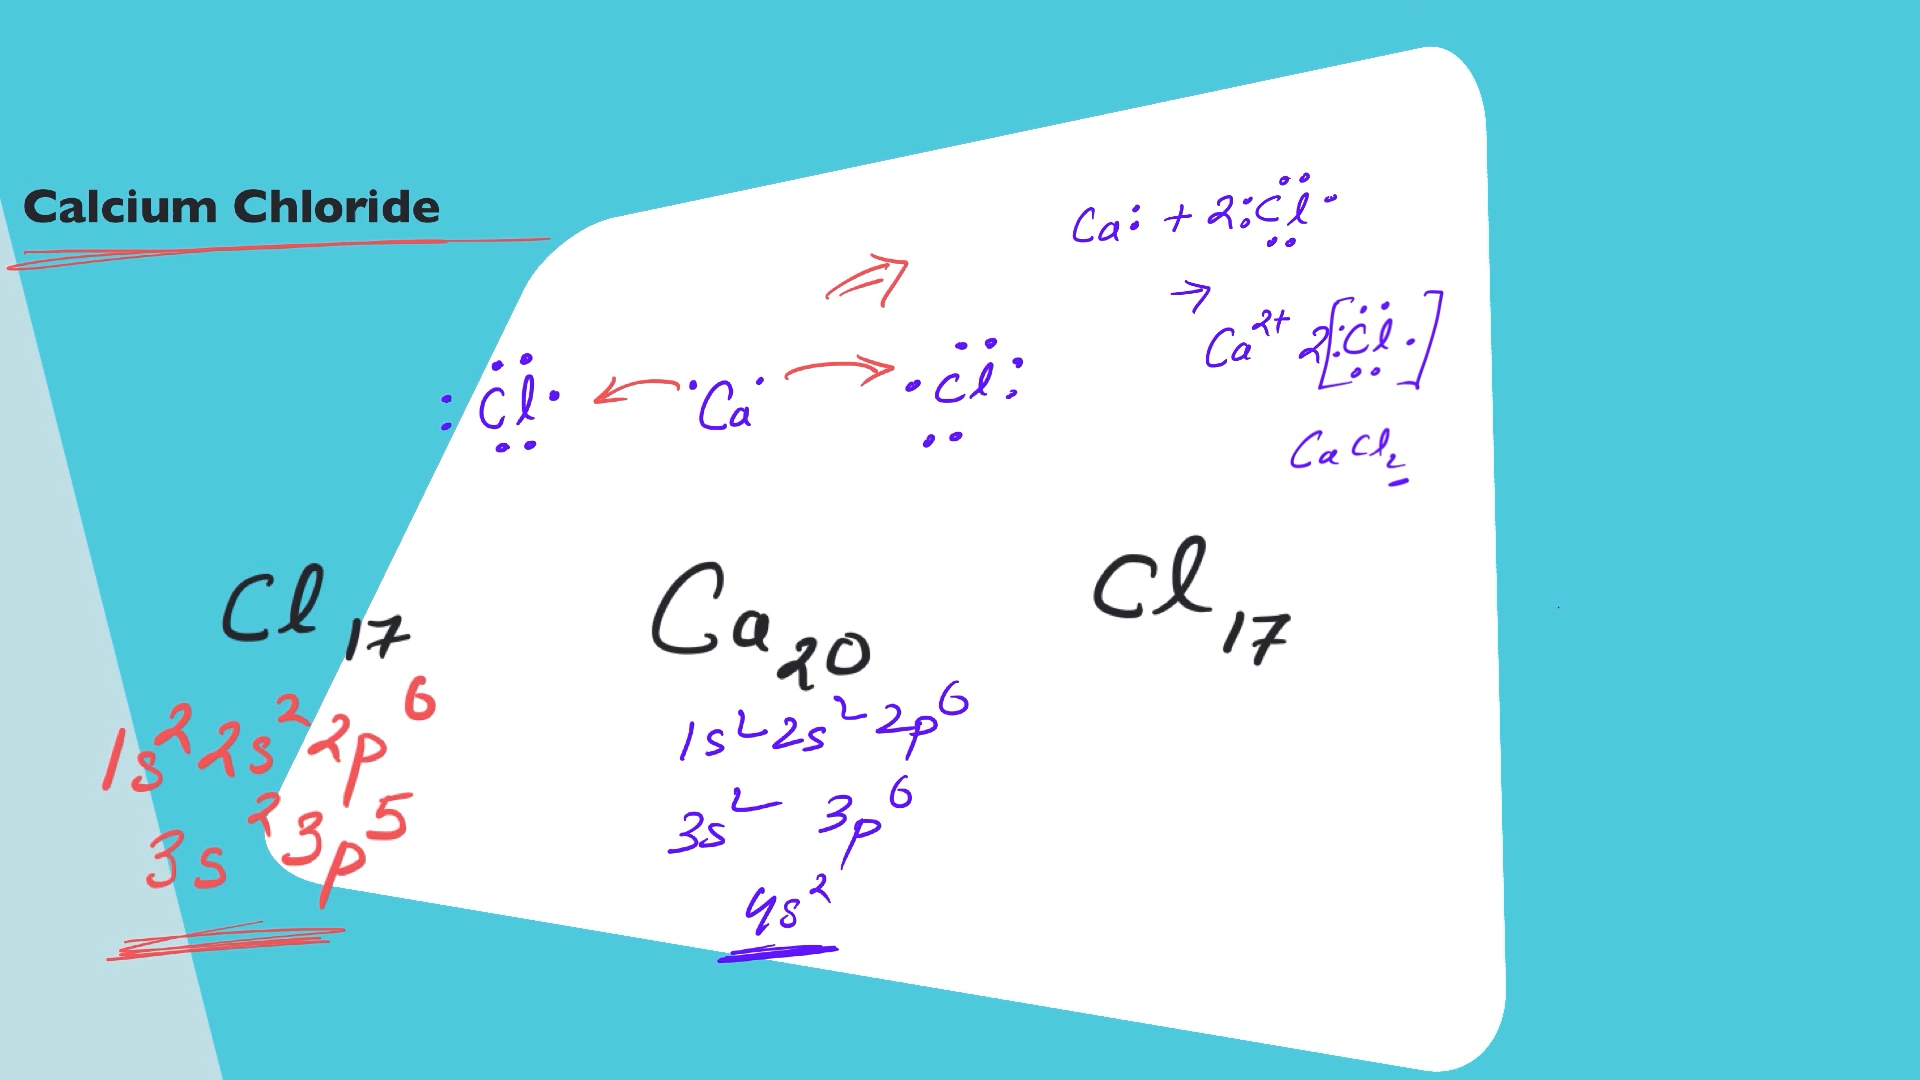 Calcium Chloride
Ca: + 2:Cl·
→
Ca²⁺ 2[:Cl·]
:Cl· ← ·Ca· → ·Cl:
CaCl₂
Cl₁₇ Ca₂₀ Cl₁₇
1s² 2s² 2p⁶
3s² 3p⁵
1s² 2s² 2p⁶
3s² 3p⁶
4s²